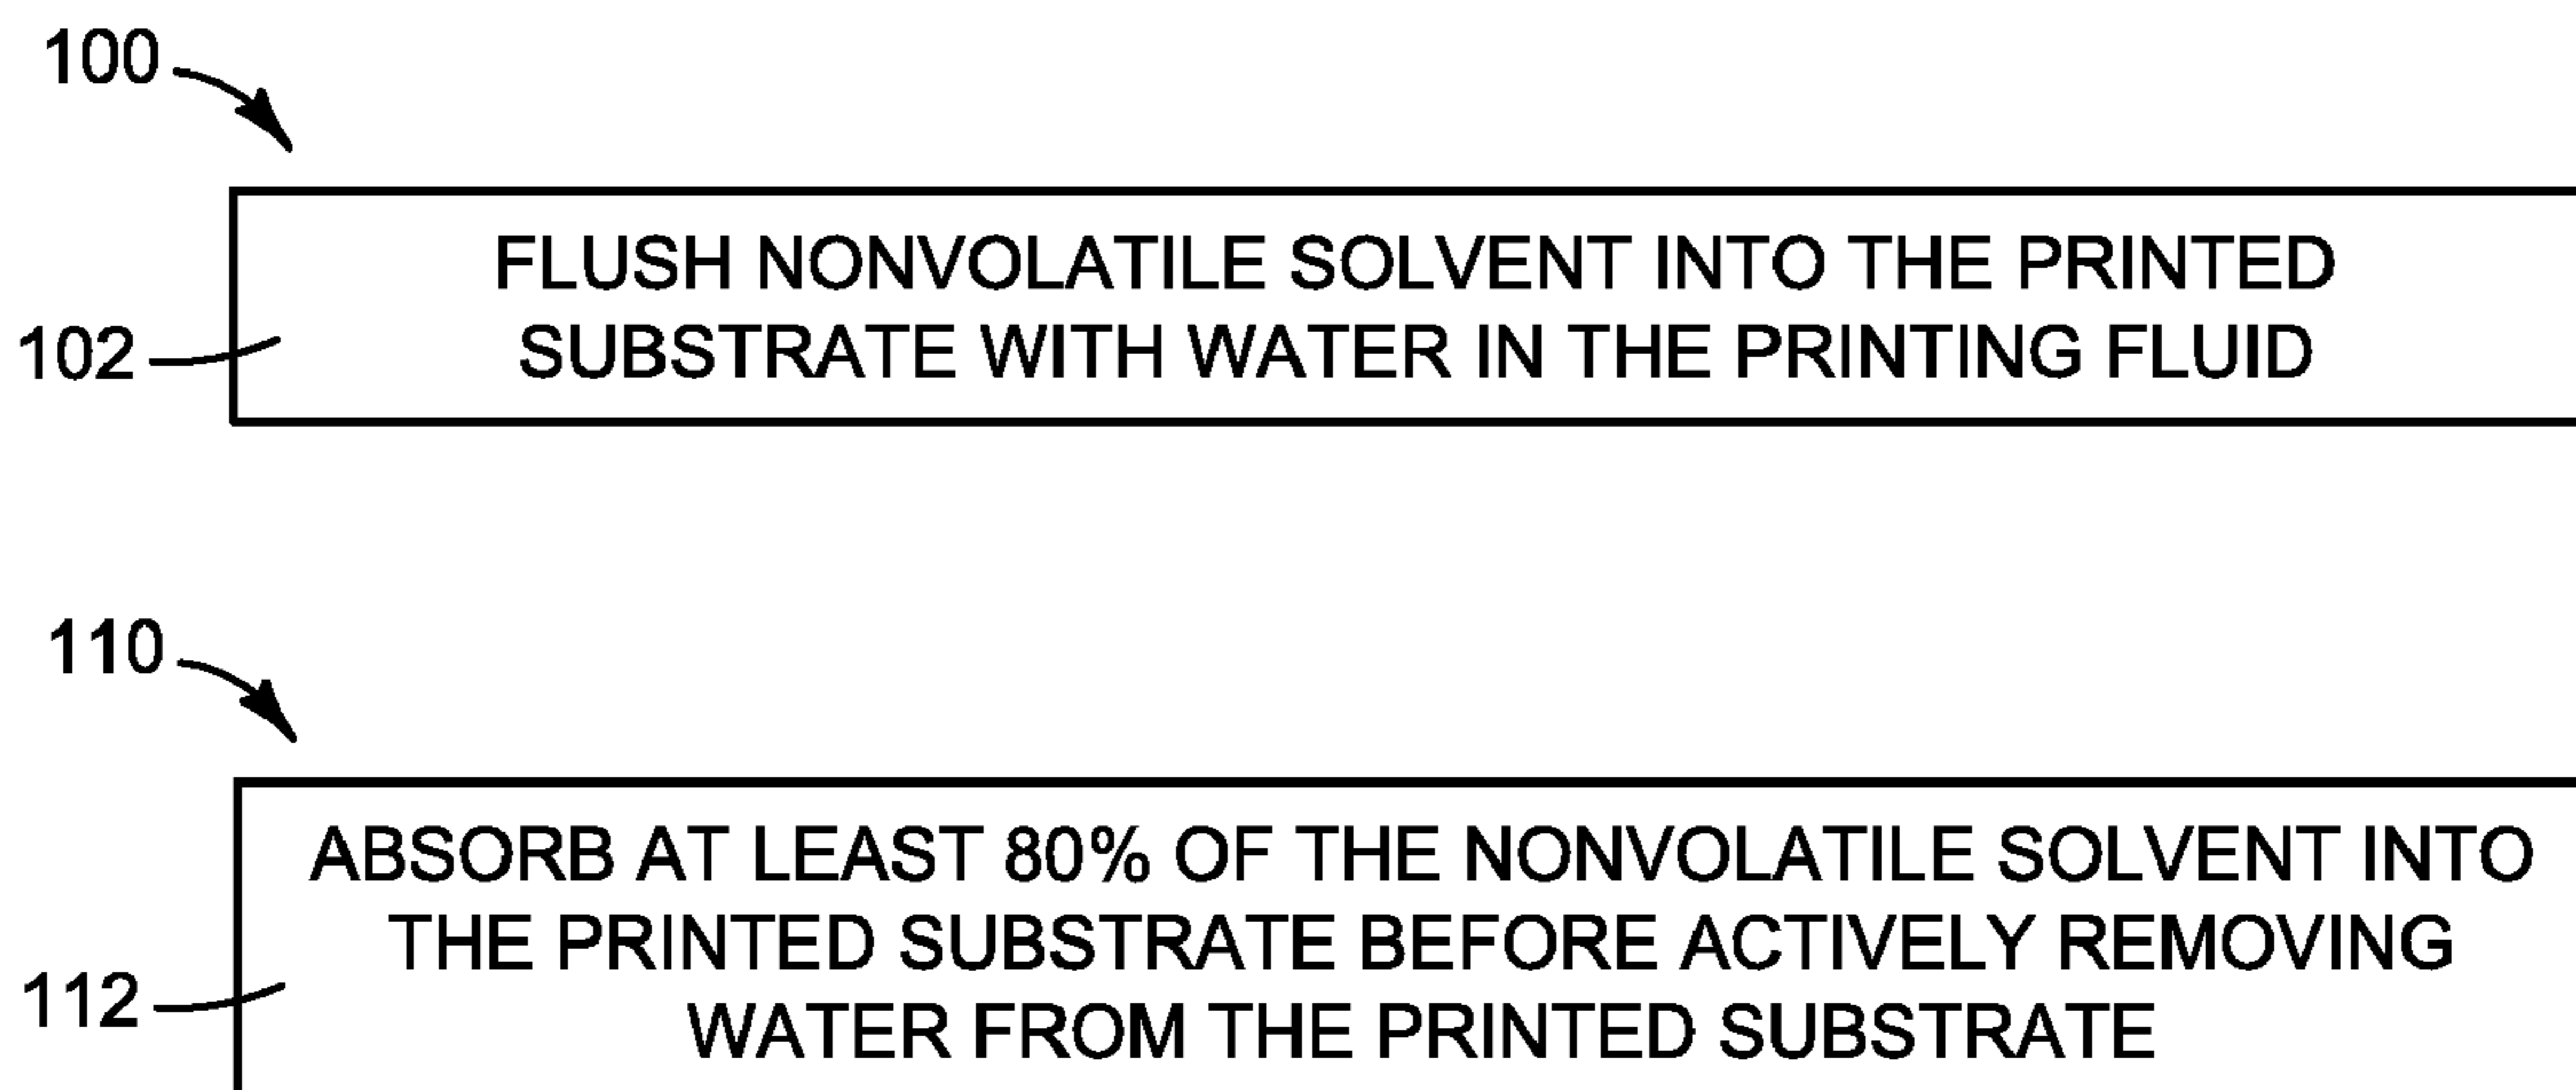 100
FLUSH NONVOLATILE SOLVENT INTO THE PRINTED
102
SUBSTRATE WITH WATER IN THE PRINTING FLUID
110
ABSORB AT LEAST 80% OF THE NONVOLATILE SOLVENT INTO
THE PRINTED SUBSTRATE BEFORE ACTIVELY REMOVING
112
WATER FROM THE PRINTED SUBSTRATE